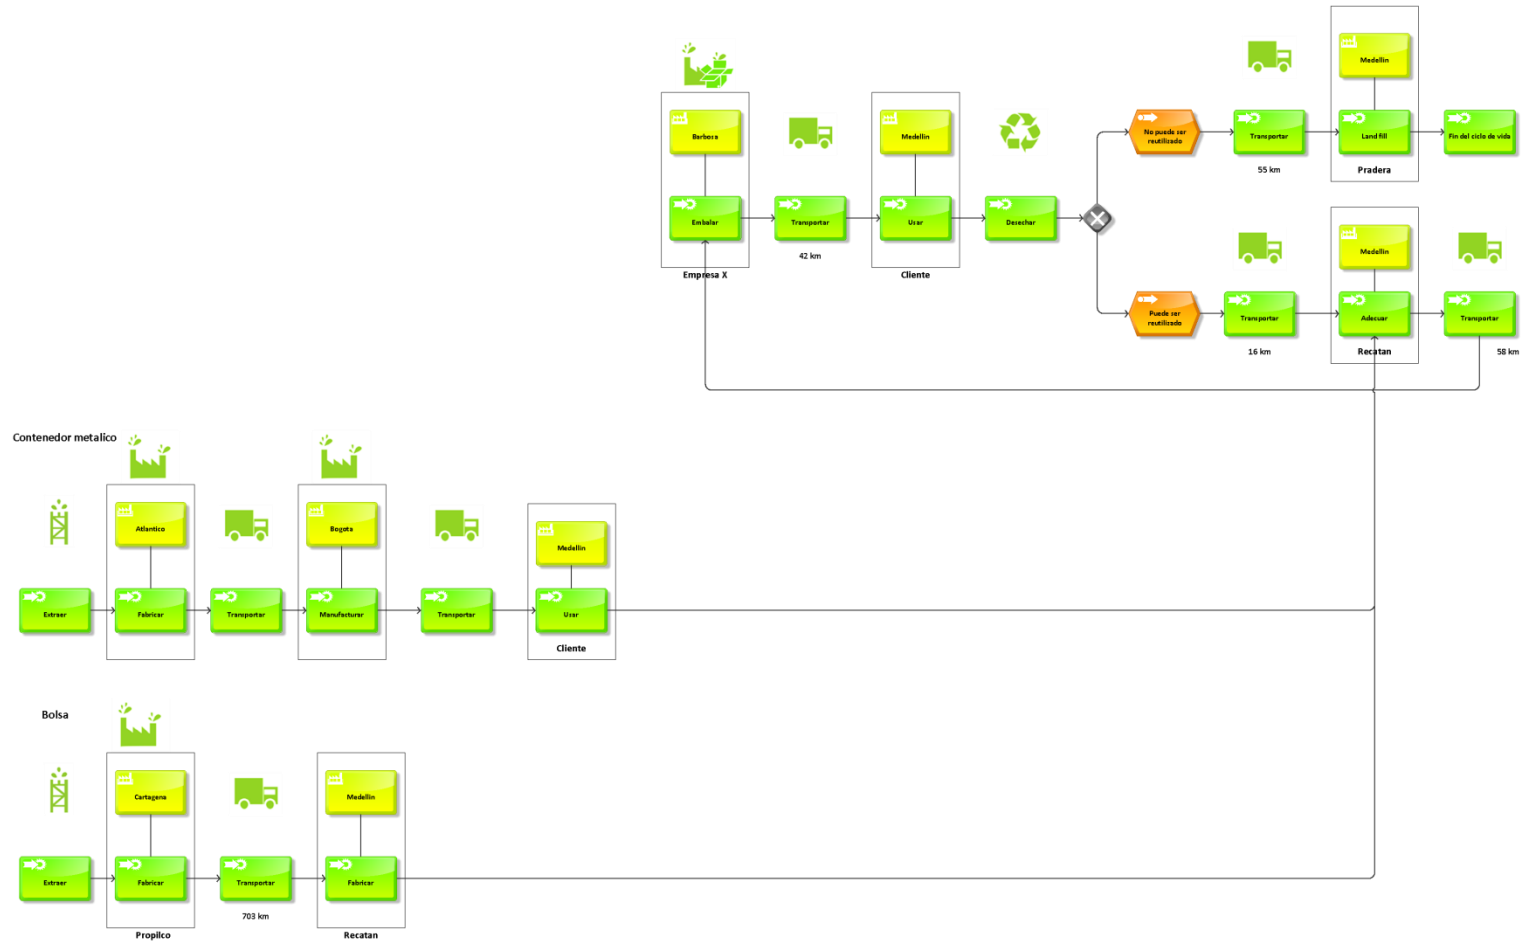 Medellin
Barbosa
Medellin
No puede ser
reutilizado
Transportar
Land fill
Fin del ciclo de vida
55 km
Pradera
Embalar
Transportar
Usar
Desechar
42 km
Empresa X
Cliente
Medellin
Puede ser
reutilizado
Transportar
Adecuar
Transportar
16 km
Recatan
58 km
Contenedor metalico
Atlantico
Bogota
Medellin
Extraer
Fabricar
Transportar
Manufacturar
Transportar
Usar
Cliente
Bolsa
Cartagena
Medellin
Extraer
Fabricar
Transportar
Fabricar
703 km
Propilco
Recatan